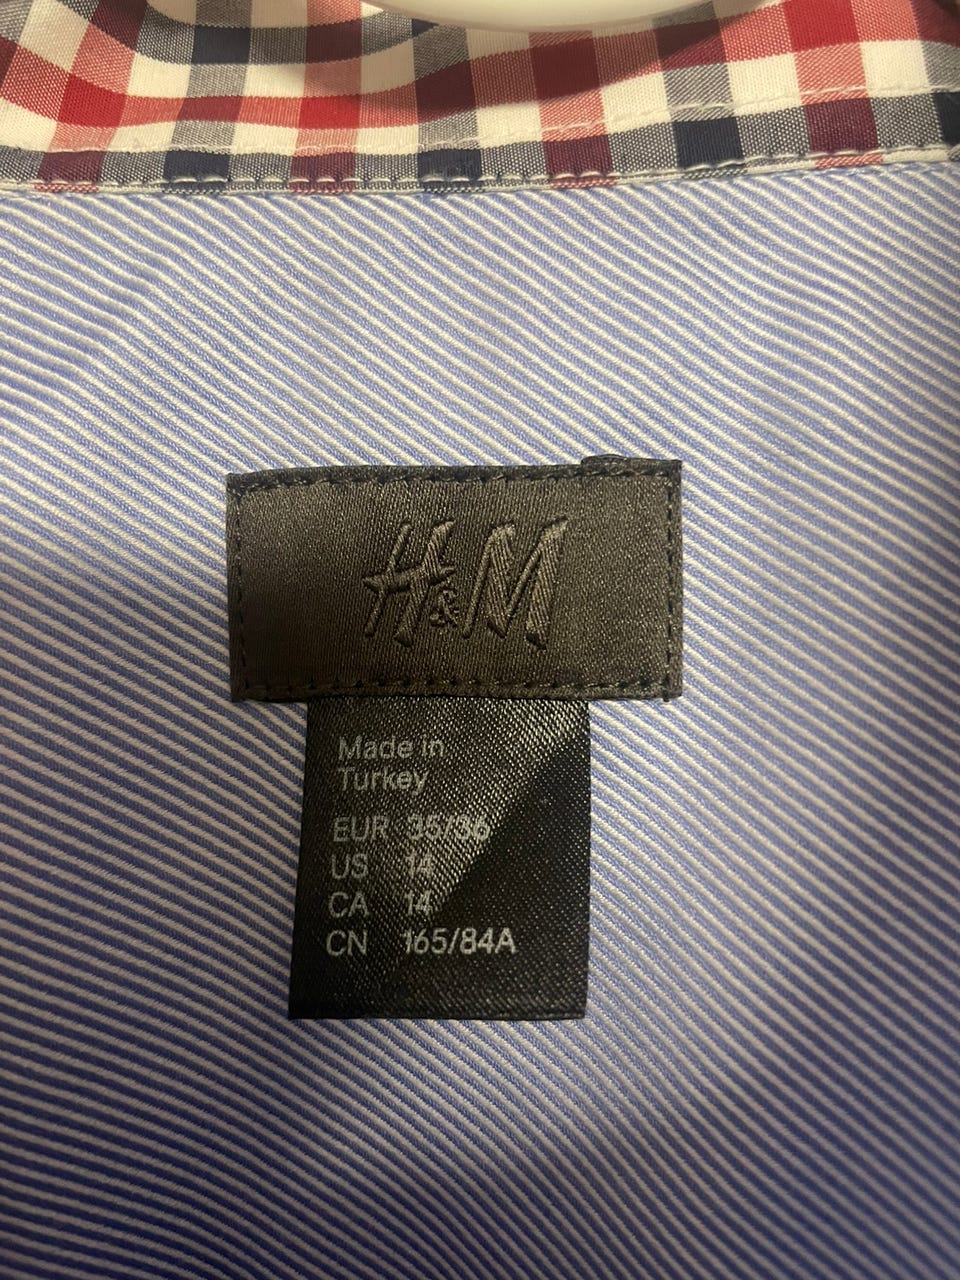 H&M
Made in
Turkey
EUR 35/36
US 14
CA 14
CN 165/84A